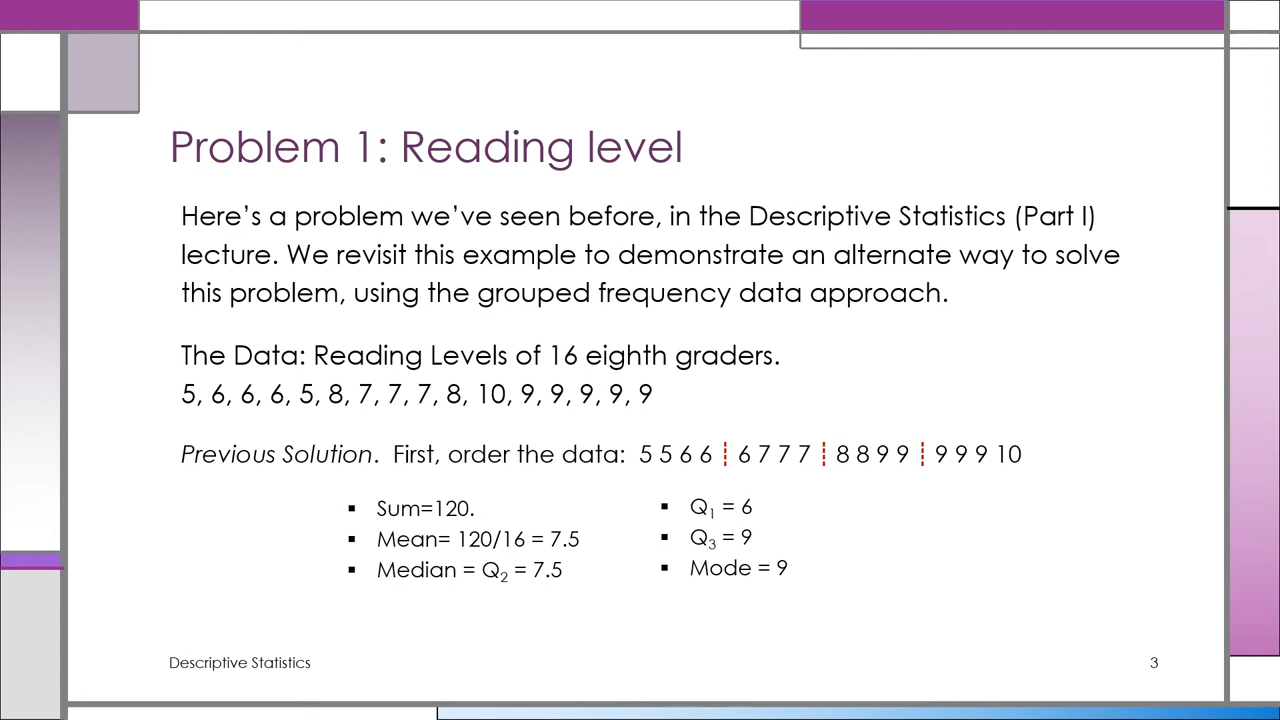 Problem 1: Reading level
Here’s a problem we’ve seen before, in the Descriptive Statistics (Part I)
lecture. We revisit this example to demonstrate an alternate way to solve
this problem, using the grouped frequency data approach.
The Data: Reading Levels of 16 eighth graders.
5, 6, 6, 6, 5, 8, 7, 7, 7, 8, 10, 9, 9, 9, 9, 9
Previous Solution. First, order the data: 5 5 6 6 ┊ 6 7 7 7 ┊ 8 8 9 9 ┊ 9 9 9 10
▪ Sum=120.
▪ Mean= 120/16 = 7.5
▪ Median = Q₂ = 7.5
▪ Q₁ = 6
▪ Q₃ = 9
▪ Mode = 9
Descriptive Statistics
3